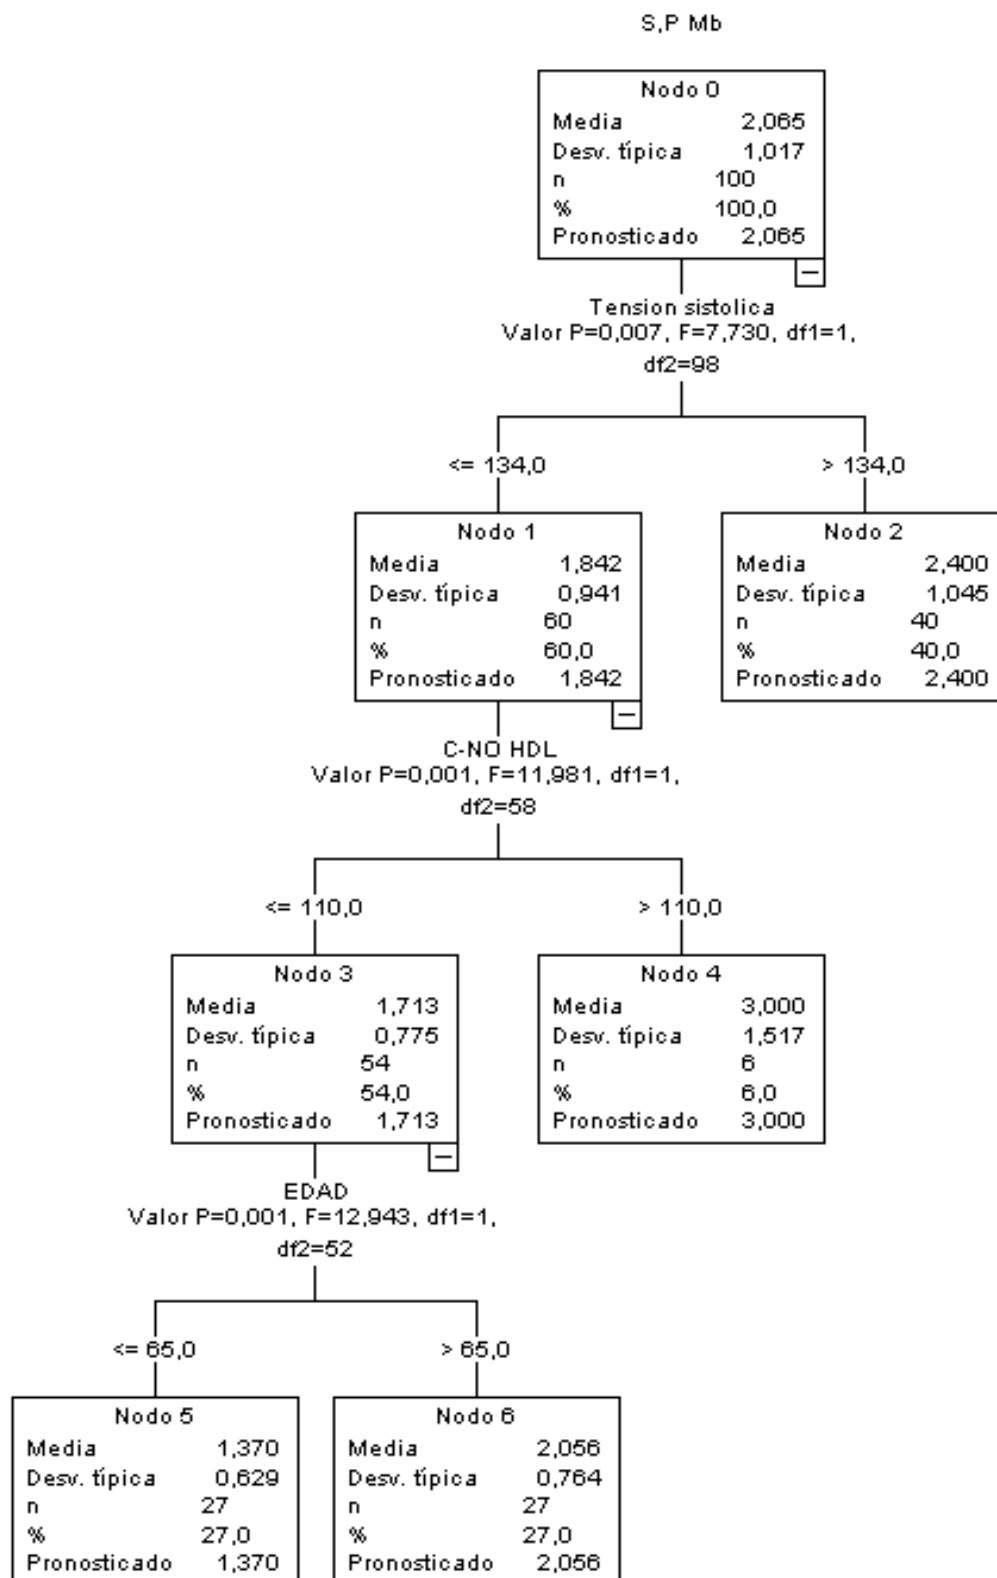 S,P Mb
Nodo 0
Media 2,065
Desv. típica 1,017
n 100
% 100,0
Pronosticado 2,065
Tension sistolica
Valor P=0,007, F=7,730, df1=1,
df2=98
<= 134,0
> 134,0
Nodo 1
Media 1,842
Desv. típica 0,941
n 60
% 60,0
Pronosticado 1,842
Nodo 2
Media 2,400
Desv. típica 1,045
n 40
% 40,0
Pronosticado 2,400
C-NO HDL
Valor P=0,001, F=11,981, df1=1,
df2=58
<= 110,0
> 110,0
Nodo 3
Media 1,713
Desv. típica 0,775
n 54
% 54,0
Pronosticado 1,713
Nodo 4
Media 3,000
Desv. típica 1,517
n 6
% 6,0
Pronosticado 3,000
EDAD
Valor P=0,001, F=12,943, df1=1,
df2=52
<= 65,0
> 65,0
Nodo 5
Media 1,370
Desv. típica 0,629
n 27
% 27,0
Pronosticado 1,370
Nodo 6
Media 2,056
Desv. típica 0,764
n 27
% 27,0
Pronosticado 2,056